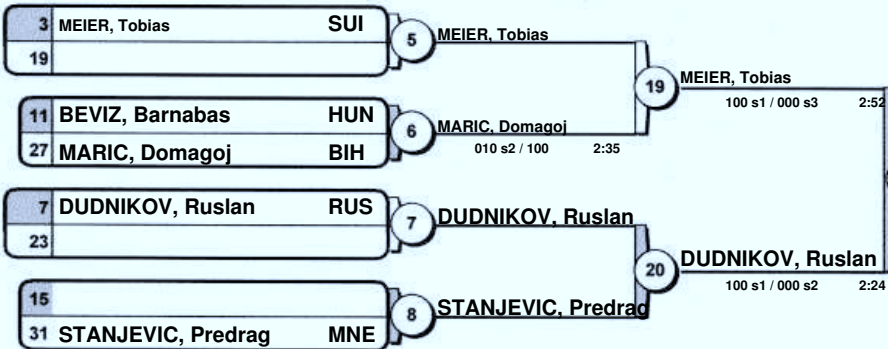 3 MEIER, Tobias SUI
19
5
MEIER, Tobias
11 BEVIZ, Barnabas HUN
27 MARIC, Domagoj BIH
6
MARIC, Domagoj
010 s2 / 100 2:35
19
MEIER, Tobias
100 s1 / 000 s3 2:52
7 DUDNIKOV, Ruslan RUS
23
7
DUDNIKOV, Ruslan
15
31 STANJEVIC, Predrag MNE
8
STANJEVIC, Predrag
20
DUDNIKOV, Ruslan
100 s1 / 000 s2 2:24